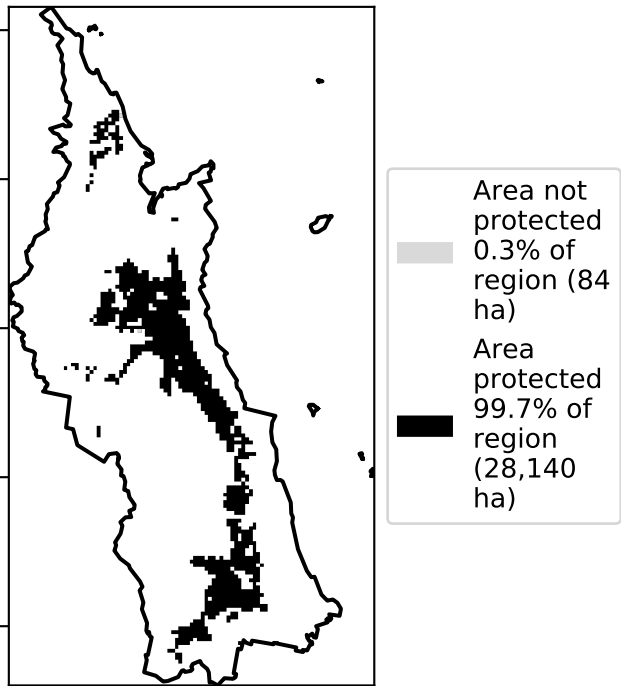 Area not
protected
0.3% of
region (84
ha)
Area
protected
99.7% of
region
(28,140
ha)